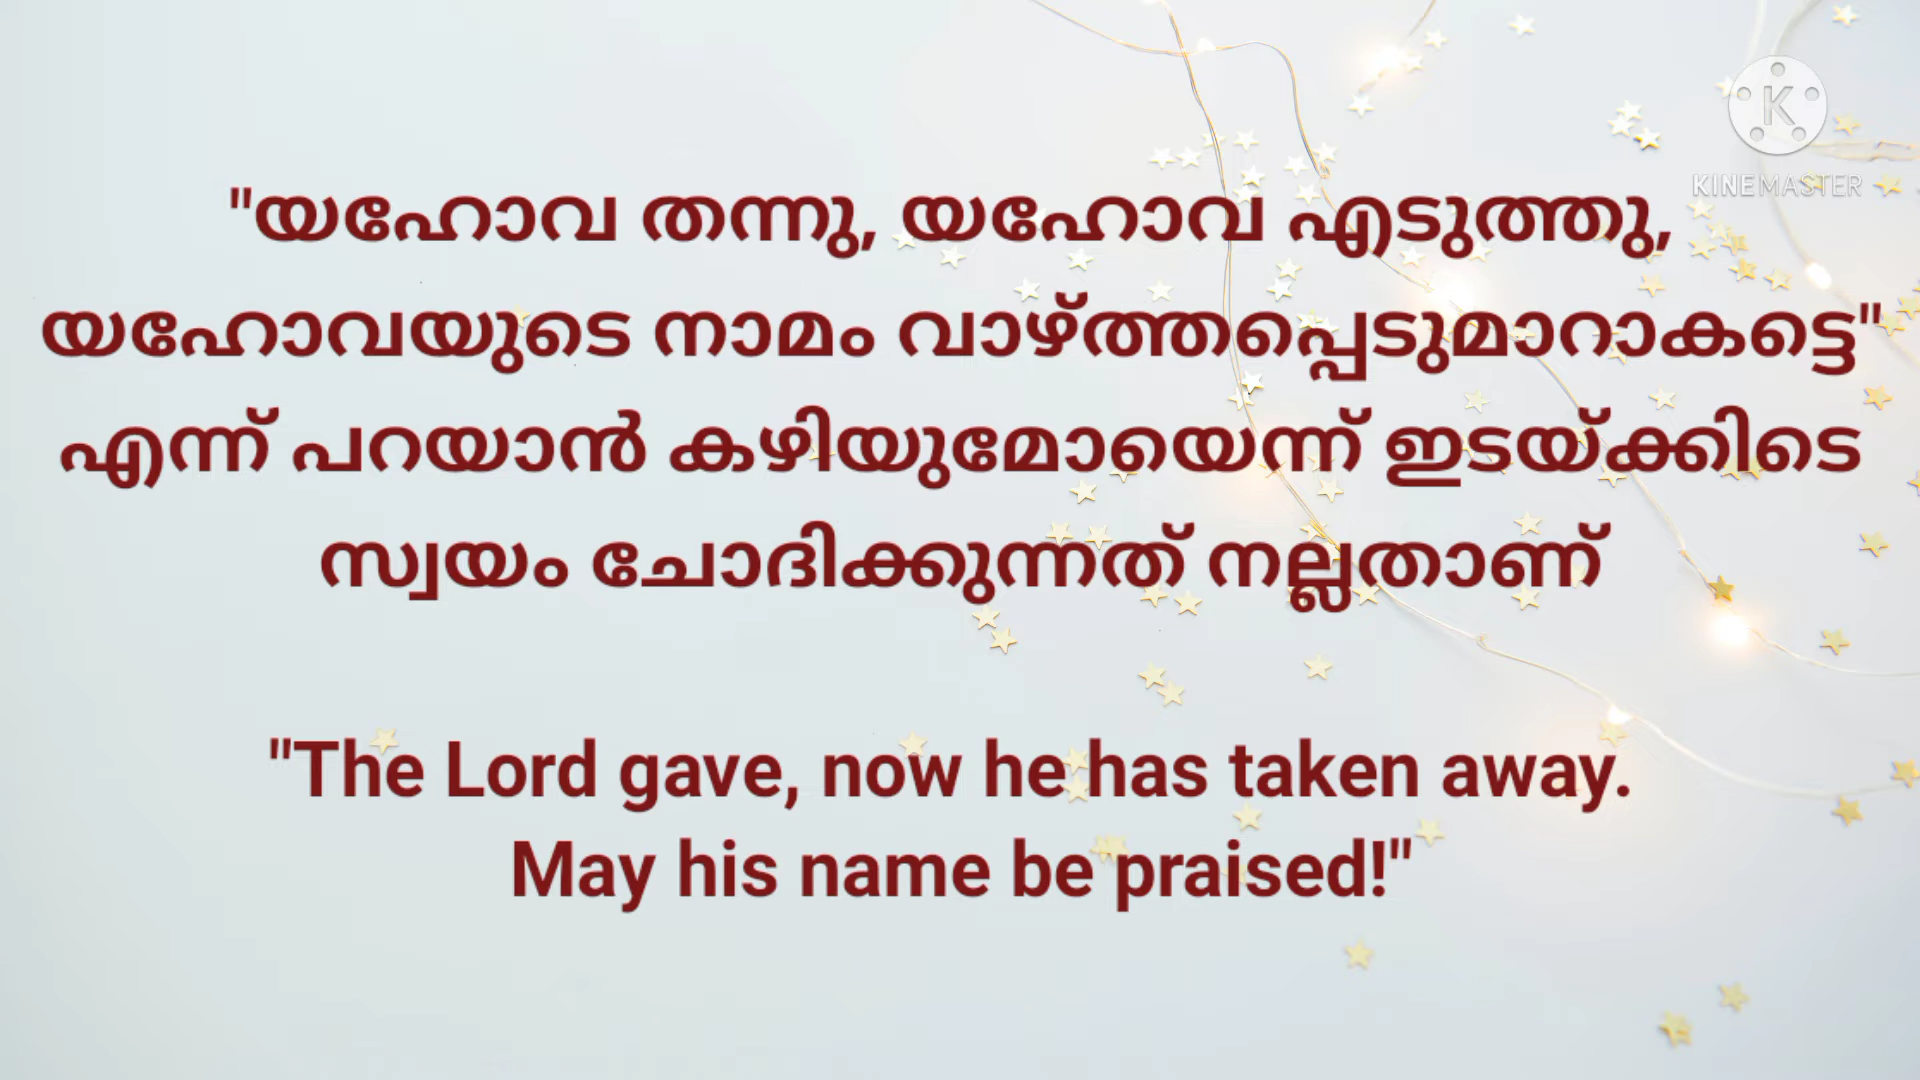 "യഹോവ തന്നു, യഹോവ എടുത്തു,
യഹോവയുടെ നാമം വാഴ്ത്തപ്പെടുമാറാകട്ടെ"
എന്ന് പറയാൻ കഴിയുമോയെന്ന് ഇടയ്ക്കിടെ
സ്വയം ചോദിക്കുന്നത് നല്ലതാണ്
"The Lord gave, now he has taken away.
May his name be praised!"
K
KINEMASTER